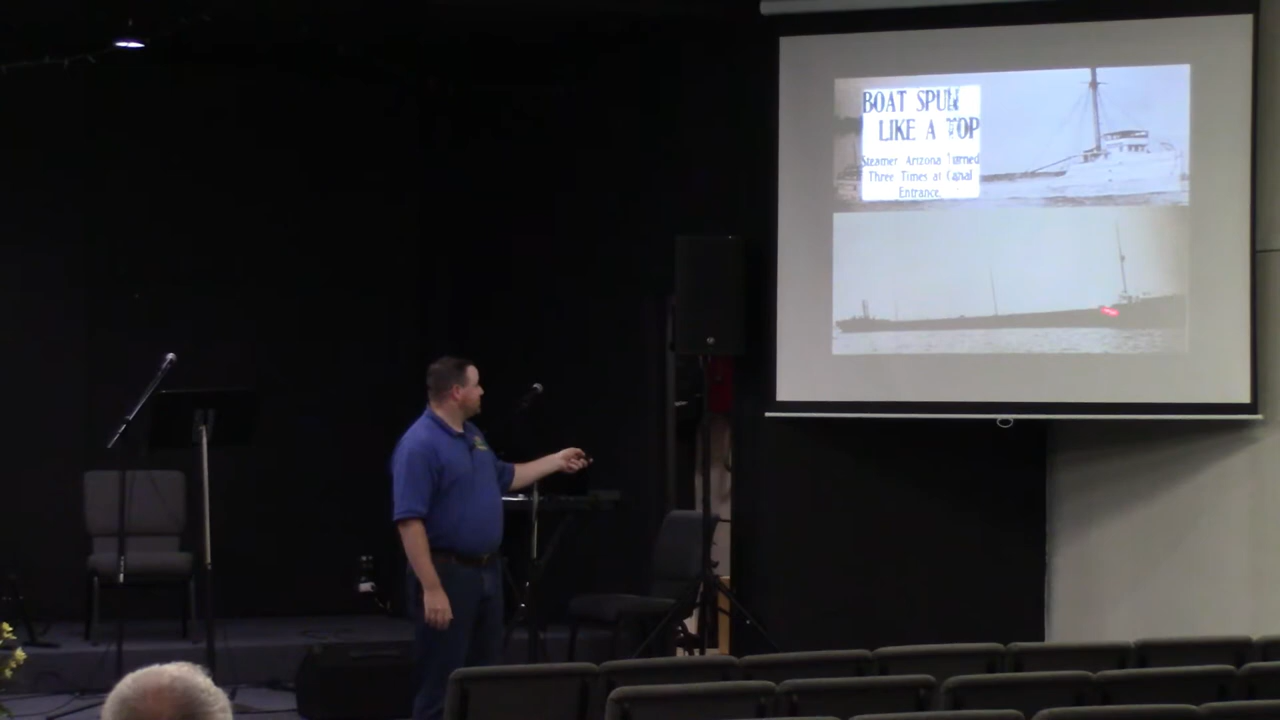 BOAT SPUN
LIKE A TOP
Steamer Arizona Turned
Three Times at Canal
Entrance.